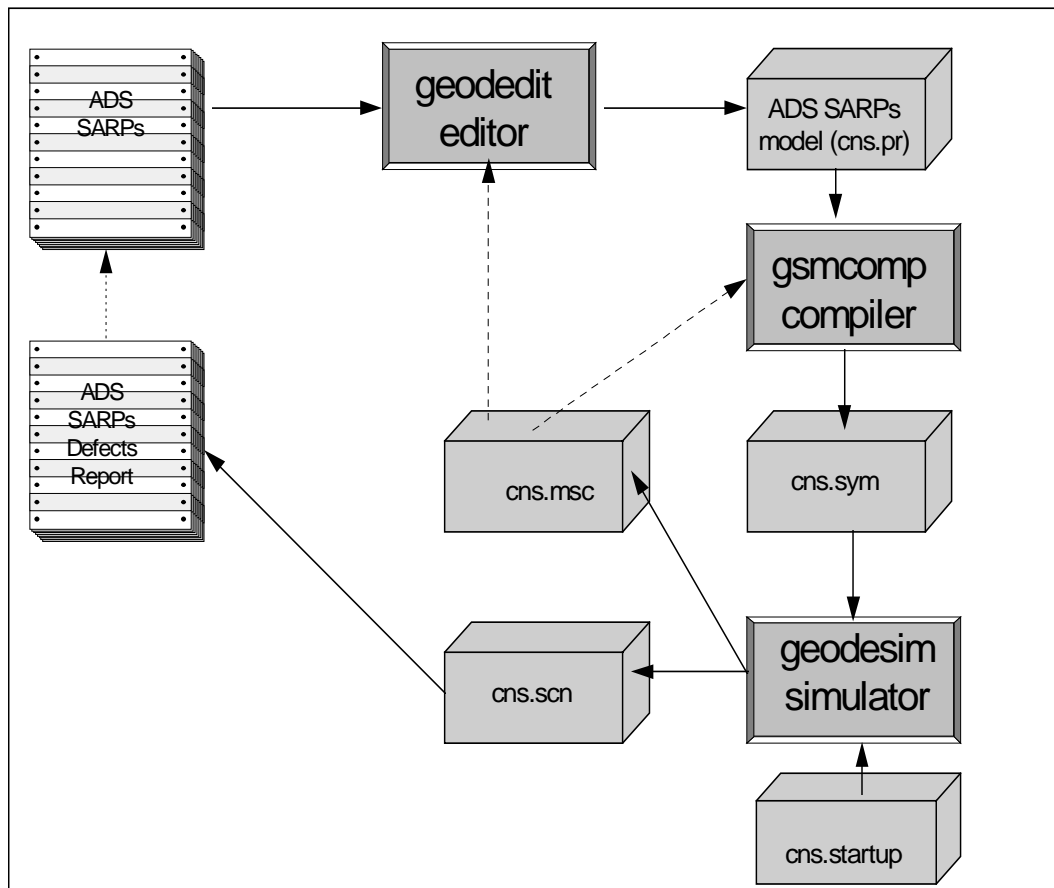 ADS
SARPs
geodedit
editor
ADS SARPs
model (cns.pr)
gsmcomp
compiler
ADS
SARPs
Defects
Report
cns.msc
cns.sym
cns.scn
geodesim
simulator
cns.startup